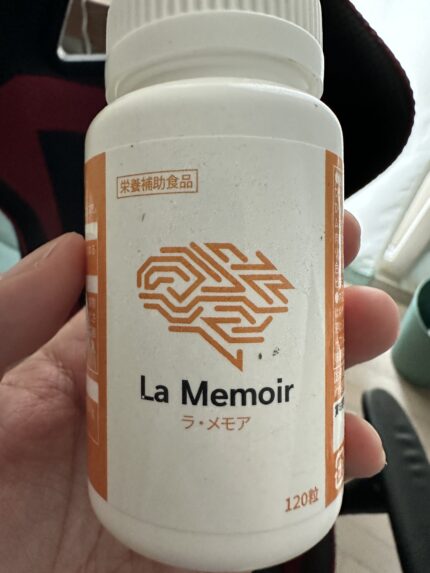 栄養補助食品
La Memoir
ラ・メモア
120粒